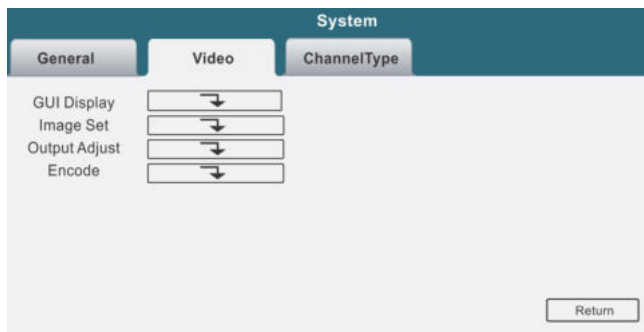 System
General Video ChannelType
GUI Display
Image Set
Output Adjust
Encode
Return